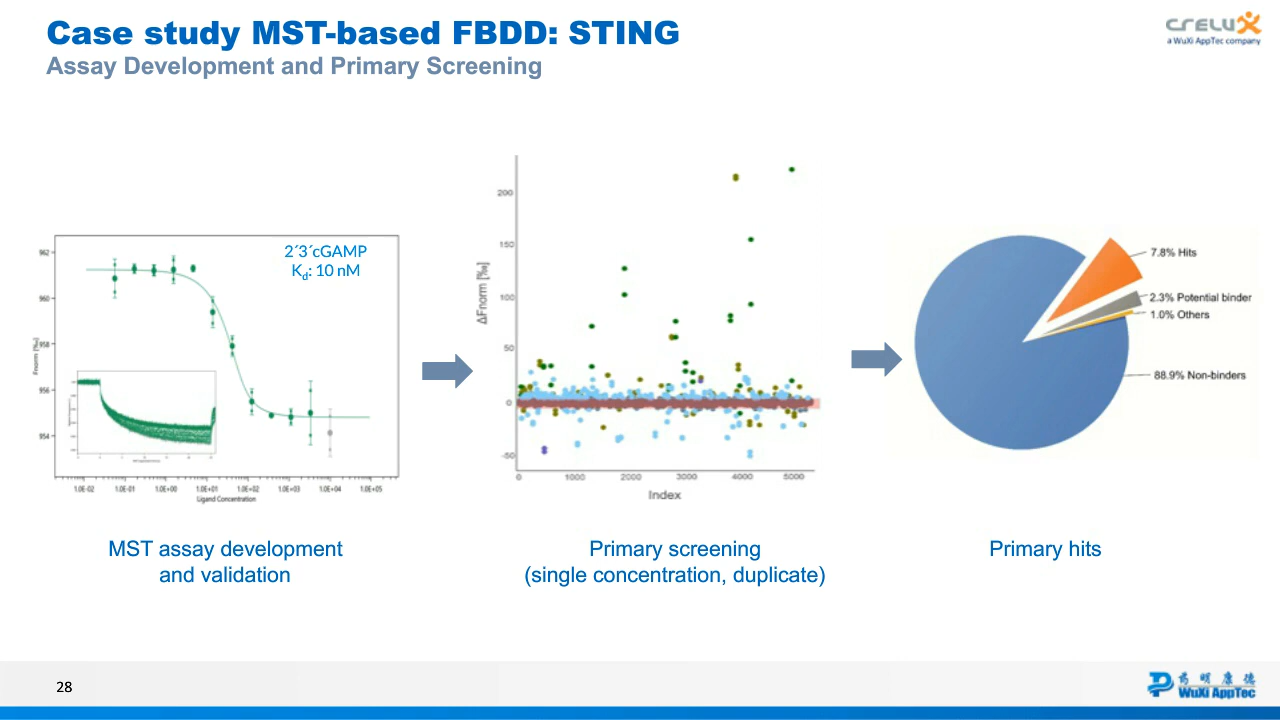 Case study MST-based FBDD: STING
Assay Development and Primary Screening
CRELUX
a WuXi AppTec company
2´3´cGAMP
Kd: 10 nM
Fnorm [‰]
962
960
958
956
954
1.0E-02 1.0E-01 1.0E+00 1.0E+01 1.0E+02 1.0E+03 1.0E+04 1.0E+05
Ligand Concentration
MST assay development
and validation
ΔFnorm [‰]
200
150
100
50
0
-50
0 1000 2000 3000 4000 5000
Index
Primary screening
(single concentration, duplicate)
7.8% Hits
2.3% Potential binder
1.0% Others
88.9% Non-binders
Primary hits
28
药明康德
WuXi AppTec